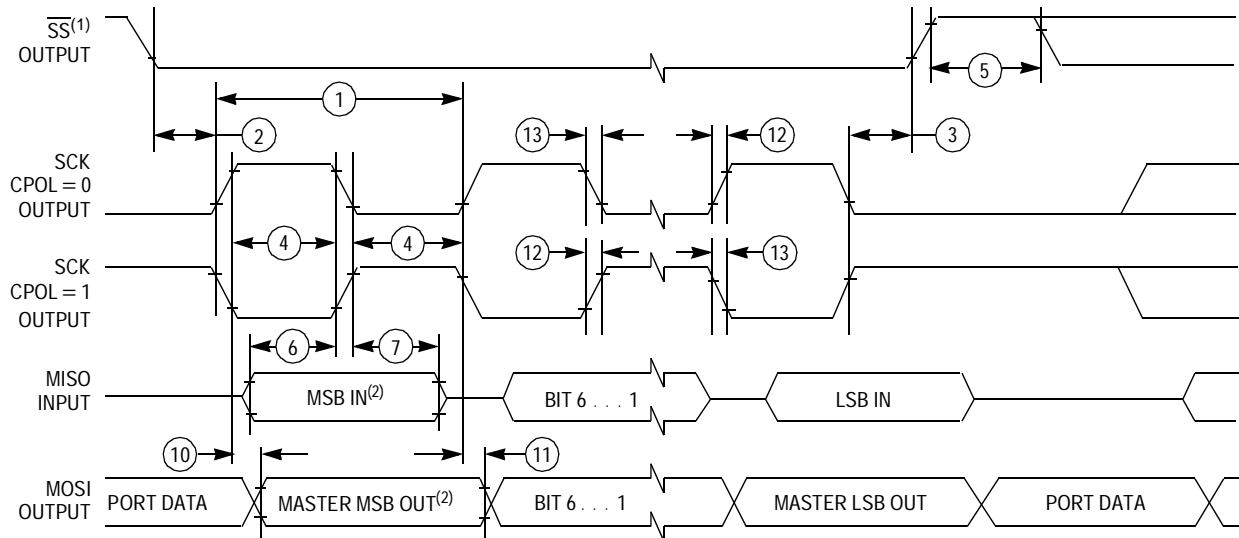 SS(1)
OUTPUT
5
1
2
13
12
3
SCK
CPOL = 0
OUTPUT
4
4
12
13
SCK
CPOL = 1
OUTPUT
6
7
MISO
INPUT
MSB IN(2)
BIT 6 . . . 1
LSB IN
10
11
MOSI
OUTPUT
PORT DATA
MASTER MSB OUT(2)
BIT 6 . . . 1
MASTER LSB OUT
PORT DATA